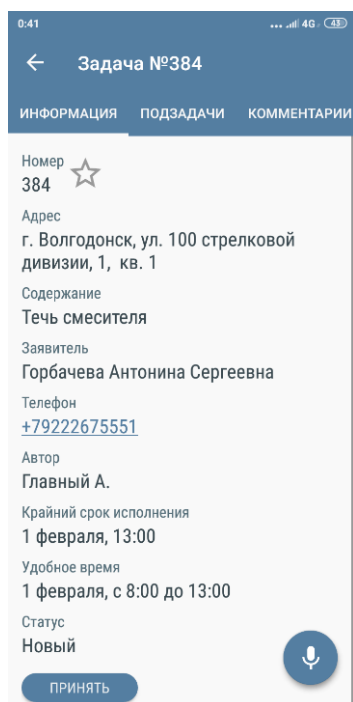 0:41
... 4G 43
Задача №384
ИНФОРМАЦИЯ ПОДЗАДАЧИ КОММЕНТАРИИ
Номер
384
Адрес
г. Волгодонск, ул. 100 стрелковой
дивизии, 1, кв. 1
Содержание
Течь смесителя
Заявитель
Горбачева Антонина Сергеевна
Телефон
+79222675551
Автор
Главный А.
Крайний срок исполнения
1 февраля, 13:00
Удобное время
1 февраля, с 8:00 до 13:00
Статус
Новый
ПРИНЯТЬ